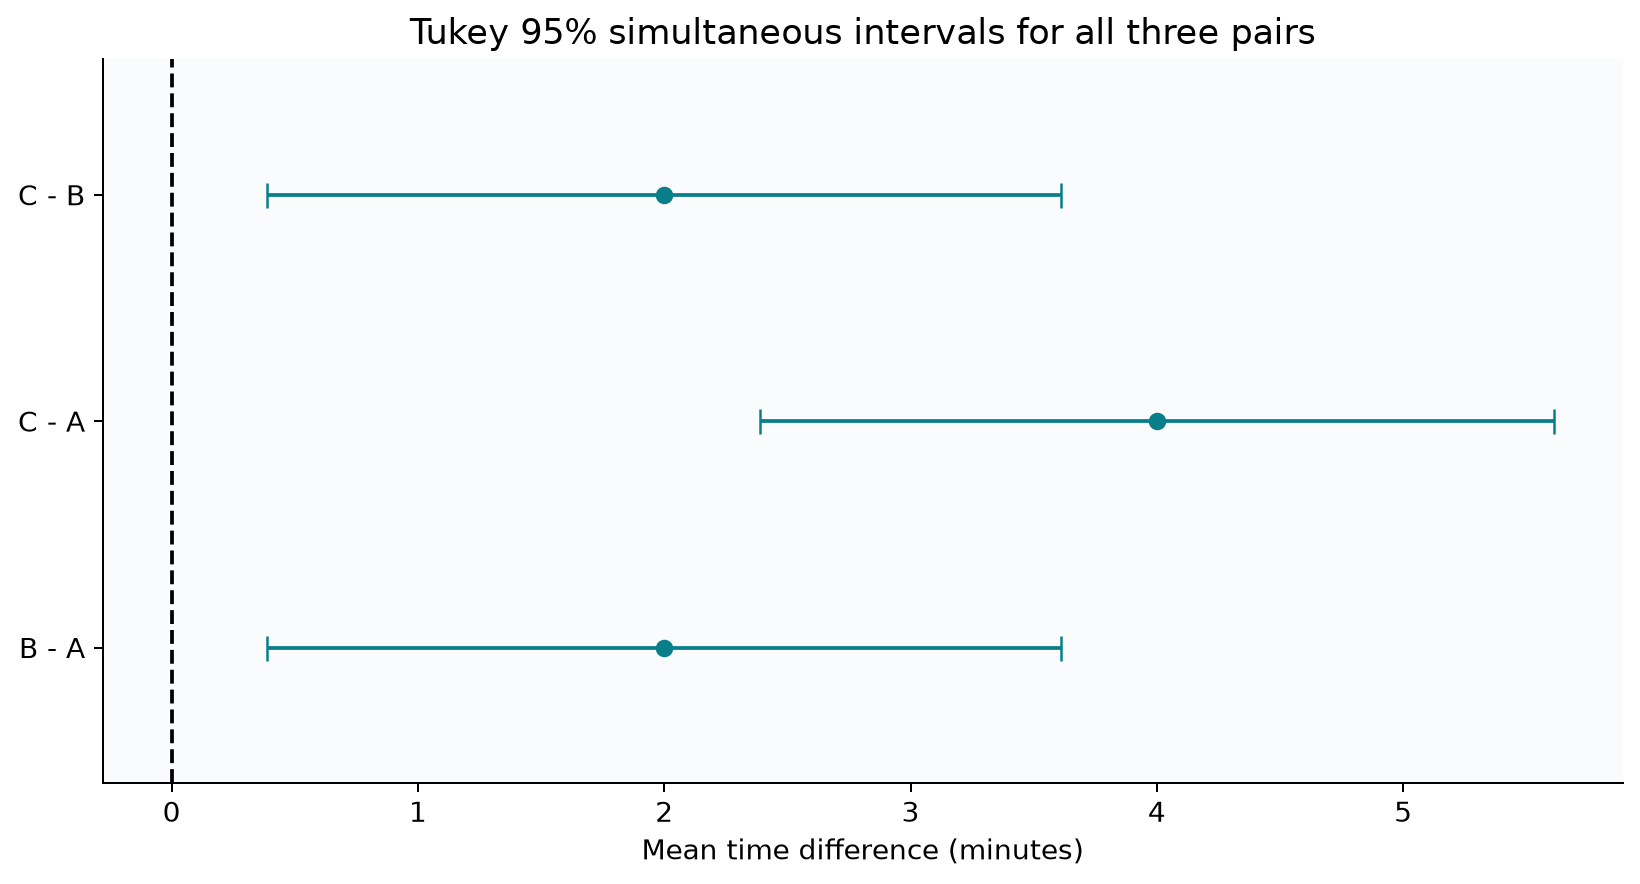 Tukey 95% simultaneous intervals for all three pairs
C - B
C - A
B - A
0 1 2 3 4 5
Mean time difference (minutes)